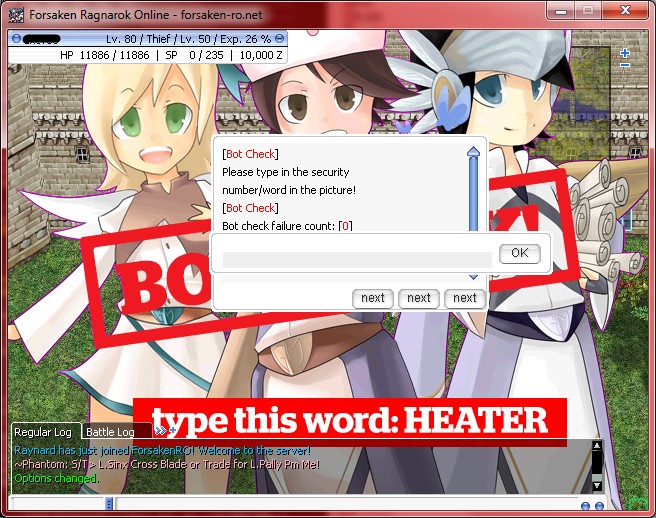 Forsaken Ragnarok Online - forsaken-ro.net
Lv. 80 / Thief / Lv. 50 / Exp. 26 %
HP 11886 / 11886 | SP 0 / 235 | 10,000 Z
[Bot Check]
Please type in the security
number/word in the picture!
[Bot Check]
Bot check failure count: [0]
OK
next next next
BO
type this word: HEATER
Regular Log Battle Log
Raynard has just joined ForsakenRO! Welcome to the server!
~Phantom: S/T> L.Sinx Cross Blade or Trade for L.Pally Pm Me!
Options changed.